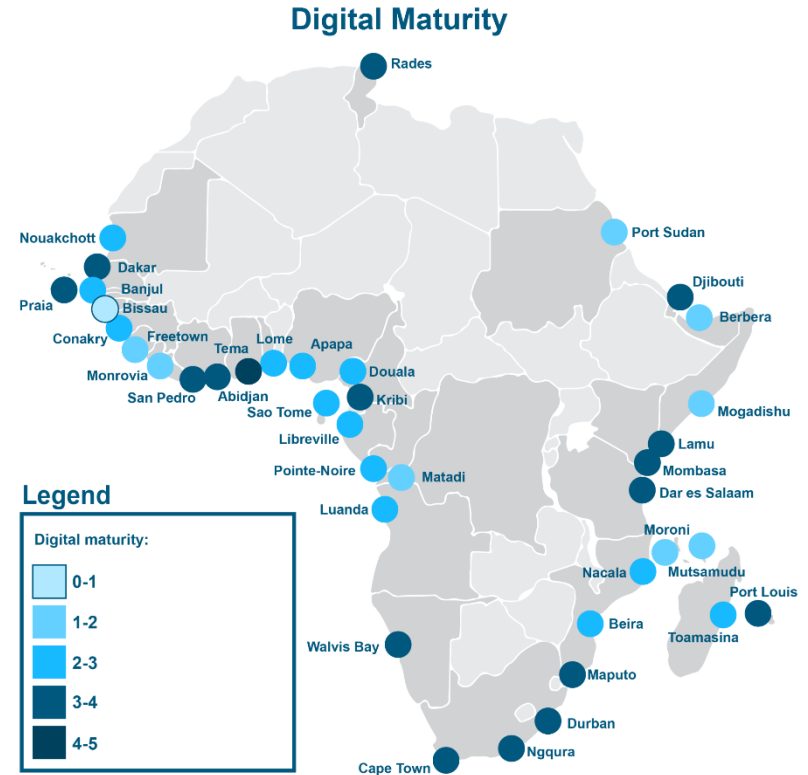 Digital Maturity
Rades
Nouakchott
Port Sudan
Dakar
Djibouti
Banjul
Praia
Bissau
Berbera
Conakry
Freetown
Tema
Lome
Apapa
Monrovia
Douala
San Pedro
Abidjan
Kribi
Sao Tome
Mogadishu
Libreville
Lamu
Pointe-Noire
Matadi
Mombasa
Dar es Salaam
Luanda
Moroni
Nacala
Mutsamudu
Port Louis
Beira
Toamasina
Walvis Bay
Maputo
Durban
Ngqura
Cape Town
Legend
Digital maturity:
0-1
1-2
2-3
3-4
4-5